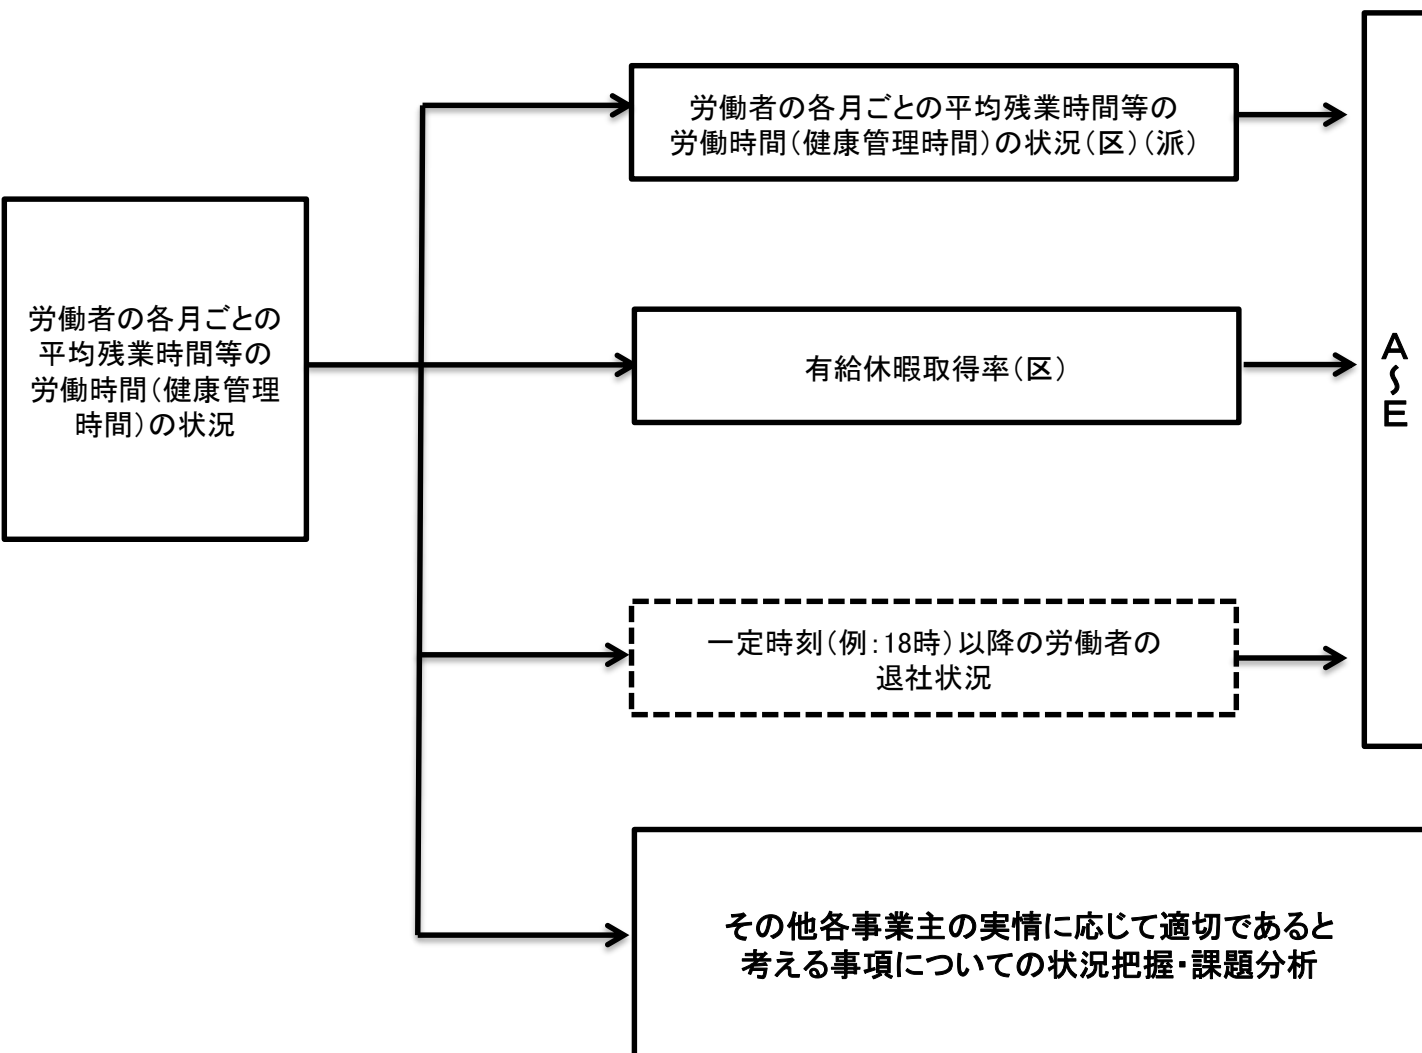 労働者の各月ごとの
平均残業時間等の
労働時間(健康管理
時間)の状況
労働者の各月ごとの平均残業時間等の
労働時間(健康管理時間)の状況(区)(派)
有給休暇取得率(区)
一定時刻(例:18時)以降の労働者の
退社状況
その他各事業主の実情に応じて適切であると
考える事項についての状況把握・課題分析
A
～
E